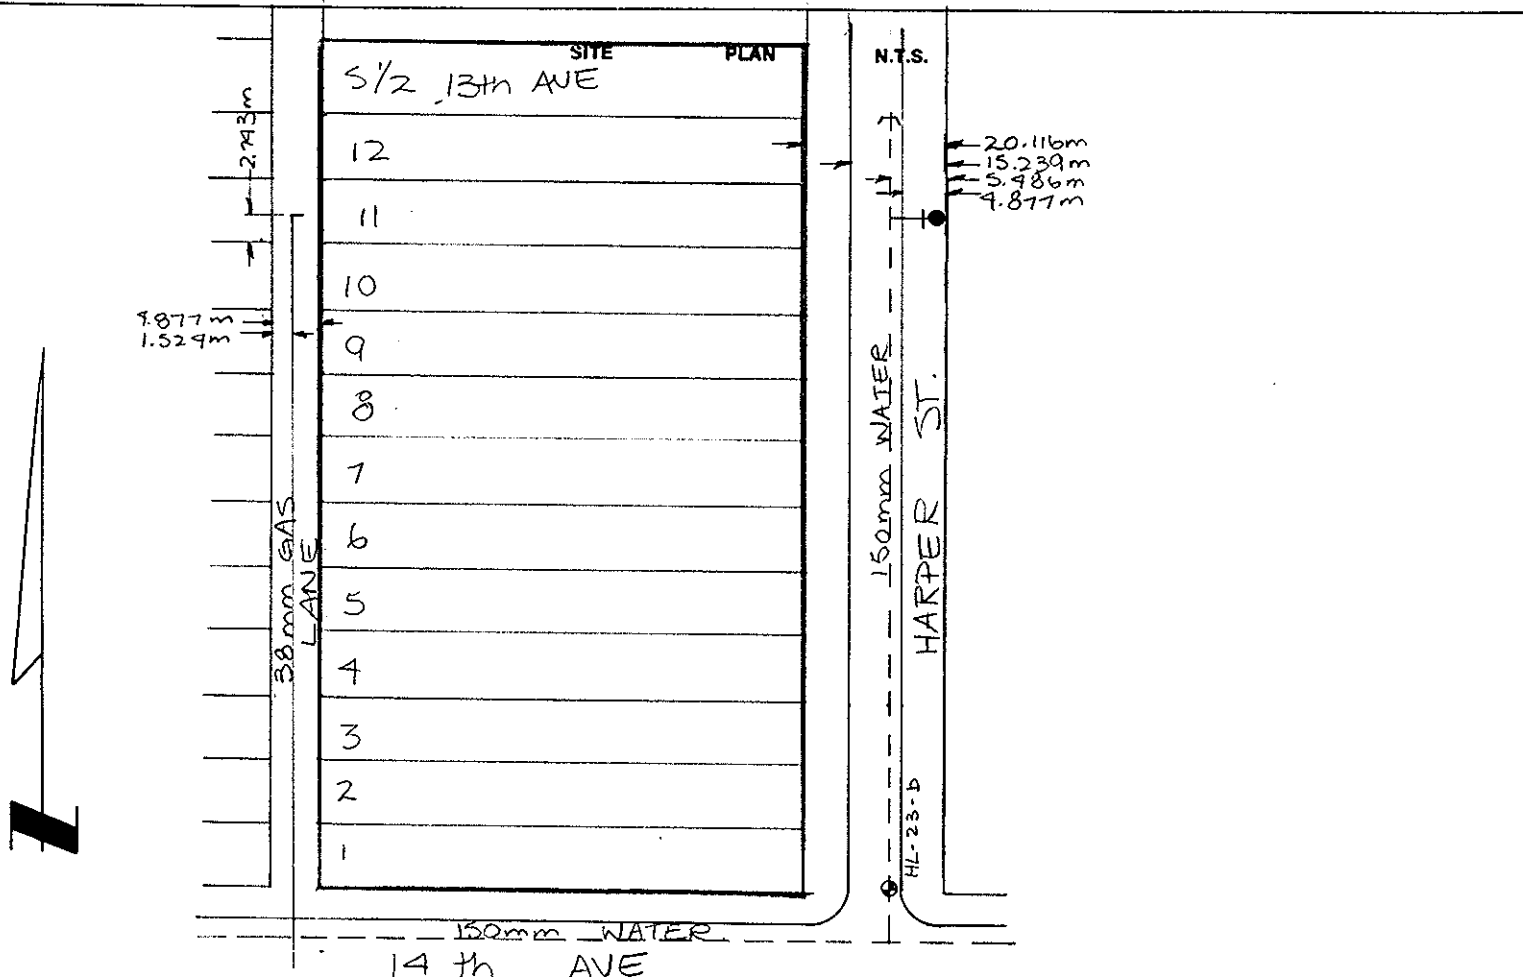 SITE PLAN N.T.S.
S 1/2 13th AVE
2.743m
12
20.116m
15.239m
5.486m
4.877m
11
10
4.877m
1.524m
9
8
7
6
5
4
3
2
1
38mm GAS
LANE
150mm WATER
HARPER ST.
HL-23-D
150mm WATER
14th AVE